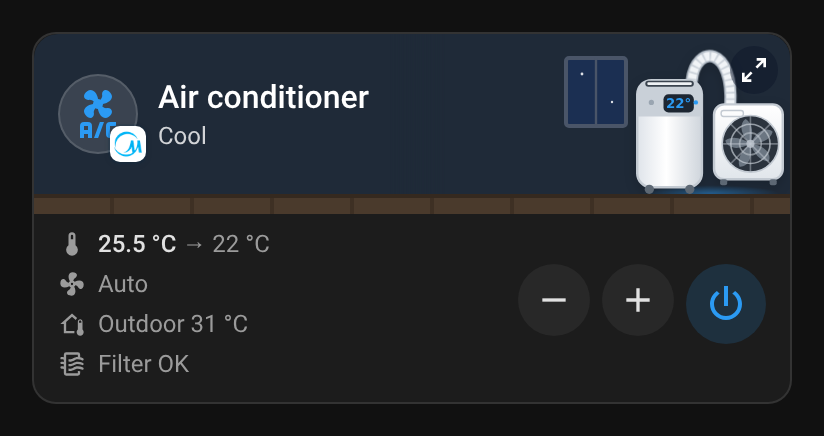 Air conditioner
Cool
A/C
22°
25.5 °C → 22 °C
Auto
Outdoor 31 °C
Filter OK